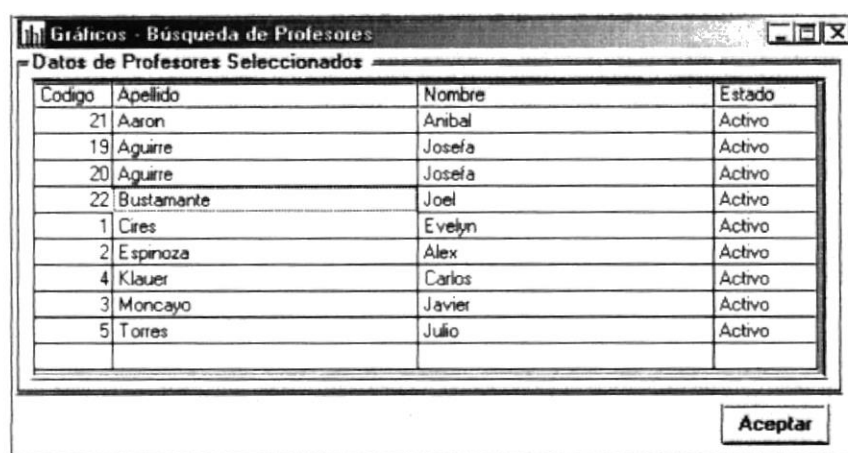 Gráficos - Búsqueda de Profesores
Datos de Profesores Seleccionados
Codigo Apellido Nombre Estado
21 Aaron Anibal Activo
19 Aguirre Josefa Activo
20 Aguirre Josefa Activo
22 Bustamante Joel Activo
1 Cires Evelyn Activo
2 Espinoza Alex Activo
4 Klauer Carlos Activo
3 Moncayo Javier Activo
5 Torres Julio Activo
Aceptar